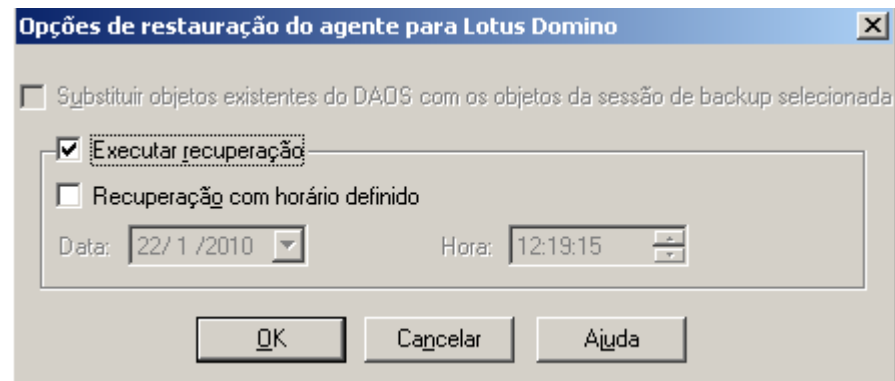 Opções de restauração do agente para Lotus Domino
Substituir objetos existentes do DAOS com os objetos da sessão de backup selecionada
Executar recuperação
Recuperação com horário definido
Data: 22/ 1 /2010 Hora: 12:19:15
OK Cancelar Ajuda